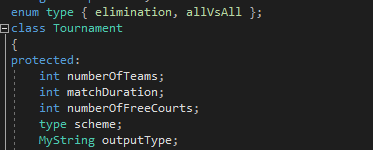 enum type { elimination, allVsAll };
class Tournament
{
protected:
int numberOfTeams;
int matchDuration;
int numberOfFreeCourts;
type scheme;
MyString outputType;